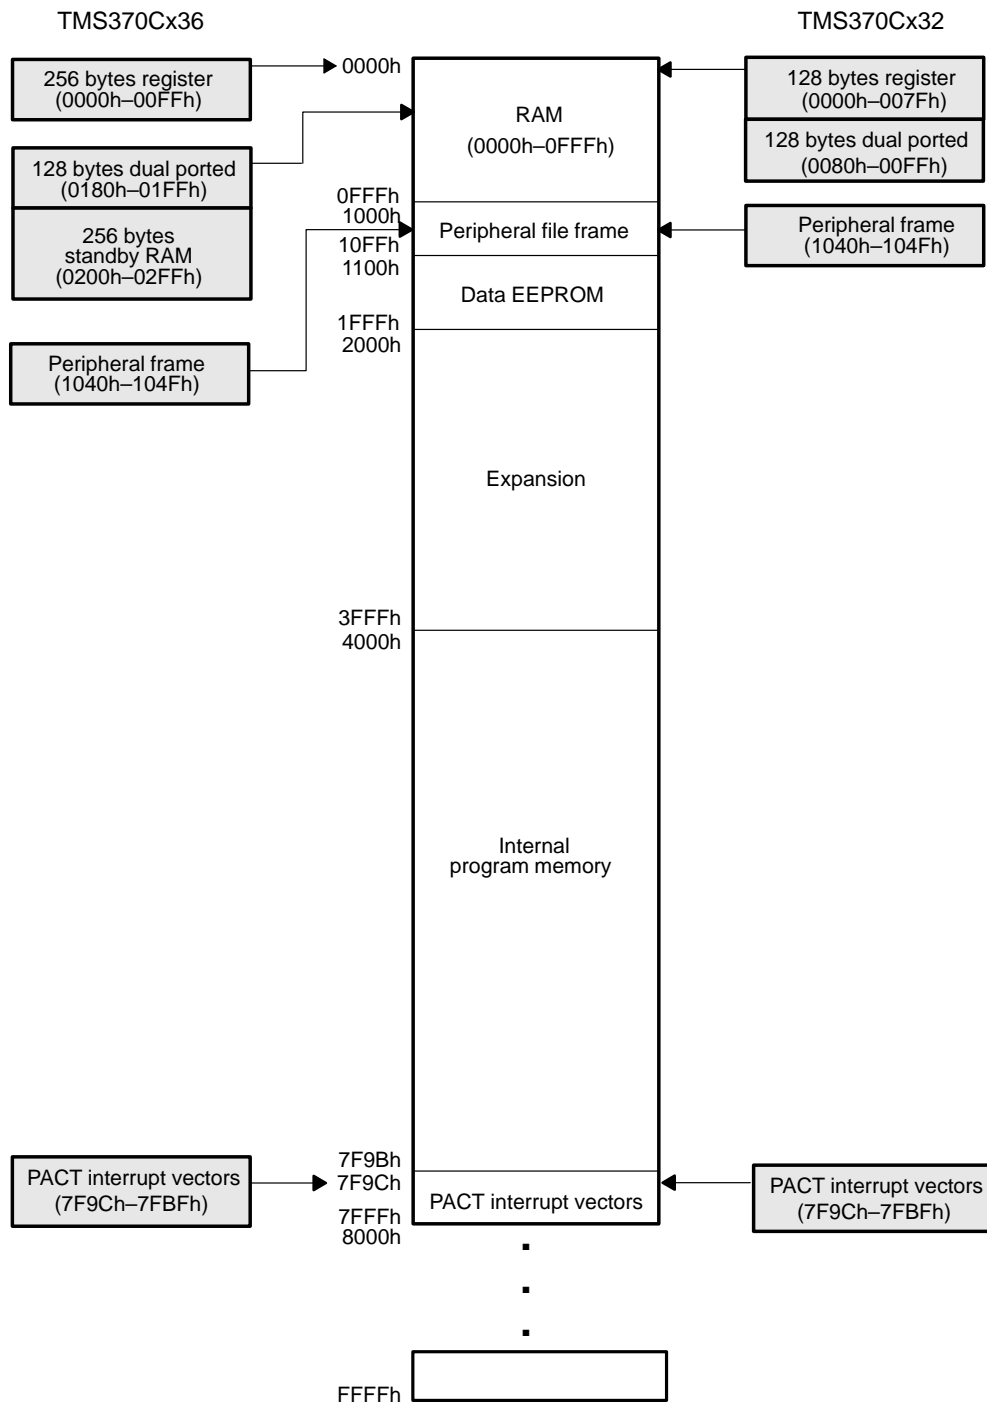 TMS370Cx36
TMS370Cx32
256 bytes register
(0000h–00FFh)
128 bytes dual ported
(0180h–01FFh)
256 bytes
standby RAM
(0200h–02FFh)
Peripheral frame
(1040h–104Fh)
0000h
RAM
(0000h–0FFFh)
0FFFh
1000h
Peripheral file frame
10FFh
1100h
Data EEPROM
1FFFh
2000h
Expansion
3FFFh
4000h
Internal
program memory
7F9Bh
7F9Ch
PACT interrupt vectors
7FFFh
8000h
FFFFh
128 bytes register
(0000h–007Fh)
128 bytes dual ported
(0080h–00FFh)
Peripheral frame
(1040h–104Fh)
PACT interrupt vectors
(7F9Ch–7FBFh)
PACT interrupt vectors
(7F9Ch–7FBFh)